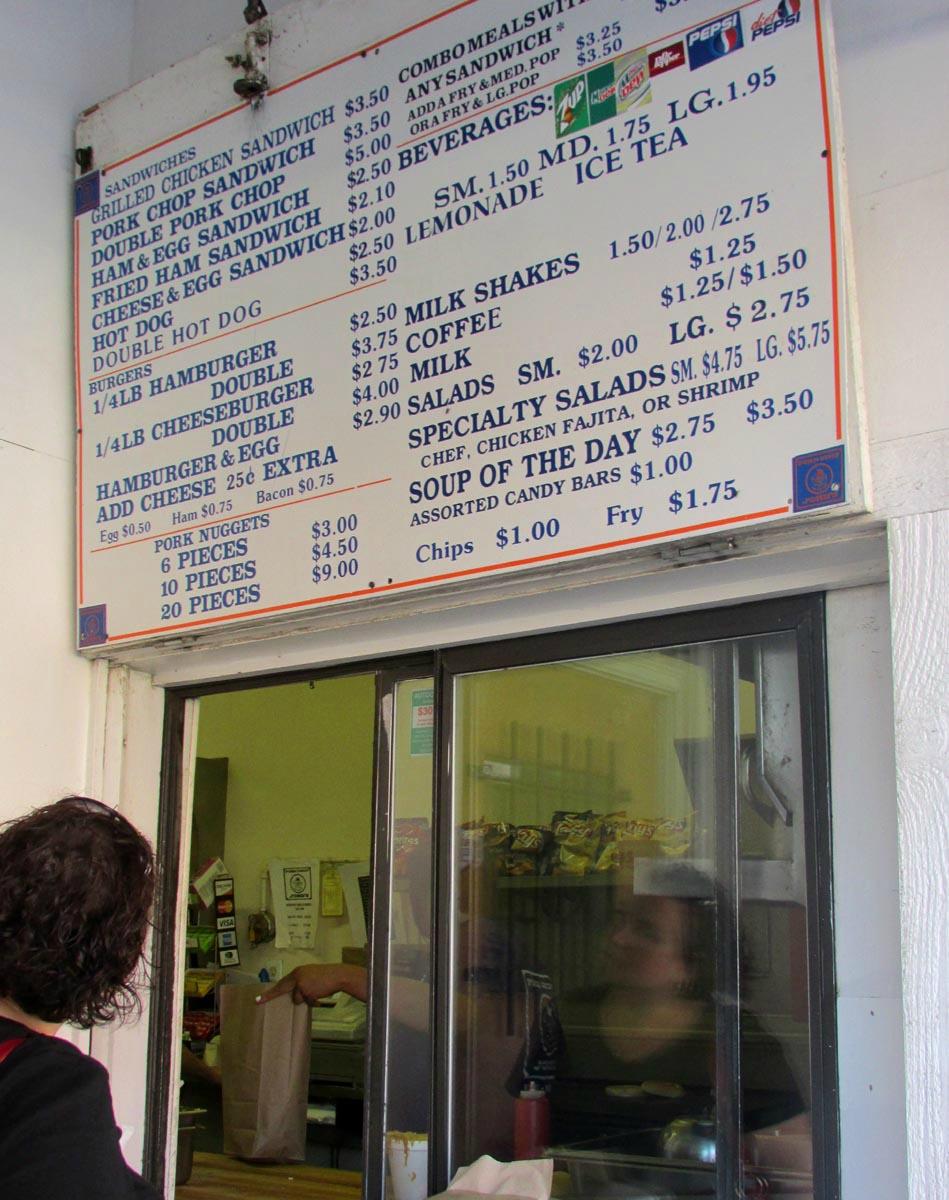 SANDWICHES
GRILLED CHICKEN SANDWICH $3.50
PORK CHOP SANDWICH $3.50
DOUBLE PORK CHOP $5.00
HAM & EGG SANDWICH $2.50
FRIED HAM SANDWICH $2.10
CHEESE & EGG SANDWICH $2.00
HOT DOG $2.50
DOUBLE HOT DOG $3.50
BURGERS
1/4LB HAMBURGER $2.50
DOUBLE $3.75
1/4LB CHEESEBURGER $2 75
DOUBLE $4.00
HAMBURGER & EGG $2.90
ADD CHEESE 25¢ EXTRA
Egg $0.50 Ham $0.75 Bacon $0.75
PORK NUGGETS
6 PIECES $3.00
10 PIECES $4.50
20 PIECES $9.00
COMBO MEALS WITH
ANY SANDWICH*
ADD A FRY & MED. POP $3.25
OR A FRY & LG. POP $3.50
BEVERAGES: 7UP Dr Pepper PEPSI diet PEPSI
SM. 1.50 MD. 1.75 LG. 1.95
LEMONADE ICE TEA
MILK SHAKES 1.50/2.00/2.75
COFFEE $1.25
MILK $1.25/$1.50
SALADS SM. $2.00 LG. $2.75
SPECIALTY SALADS SM. $4.75 LG. $5.75
CHEF, CHICKEN FAJITA, OR SHRIMP
SOUP OF THE DAY $2.75 $3.50
ASSORTED CANDY BARS $1.00
Chips $1.00 Fry $1.75
VISA